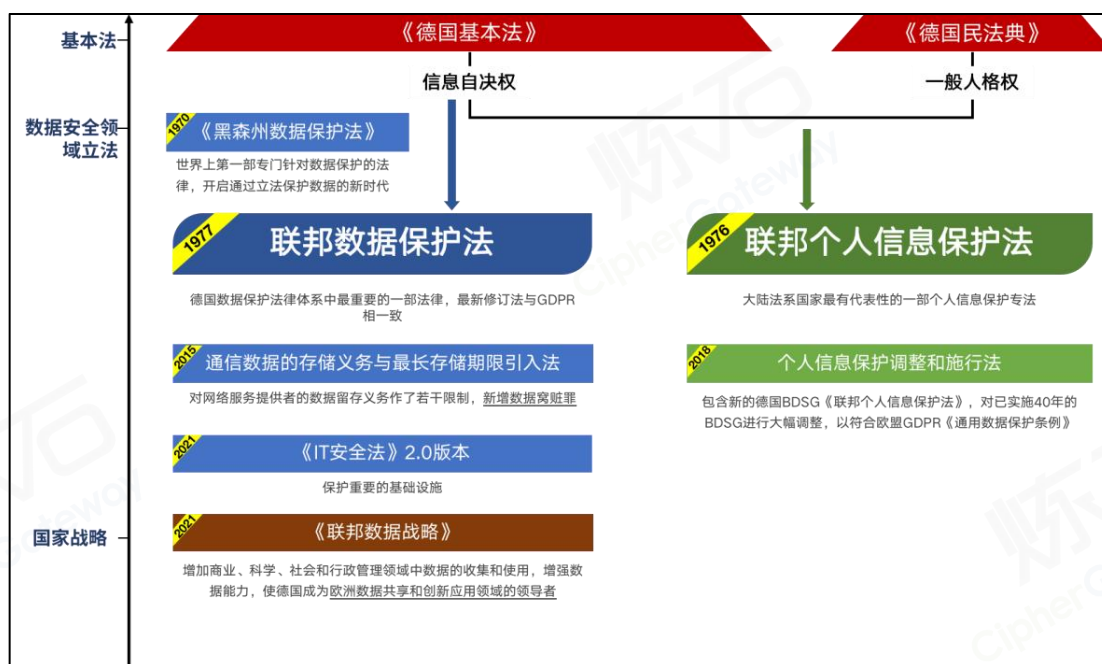 基本法
《德国基本法》
《德国民法典》
信息自决权
一般人格权
数据安全领
域立法
1970
《黑森州数据保护法》
世界上第一部专门针对数据保护的法
律，开启通过立法保护数据的新时代
1977
联邦数据保护法
1976
联邦个人信息保护法
德国数据保护法律体系中最重要的一部法律，最新修订法与GDPR
相一致
大陆法系国家最有代表性的一部个人信息保护专法
2015
通信数据的存储义务与最长存储期限引入法
2018
个人信息保护调整和施行法
对网络服务提供者的数据留存义务作了若干限制，新增数据窝赃罪
包含新的德国BDSG《联邦个人信息保护法》，对已实施40年的
BDSG进行大幅调整，以符合欧盟GDPR《通用数据保护条例》
2021
《IT安全法》2.0版本
保护重要的基础设施
国家战略
2021
《联邦数据战略》
增加商业、科学、社会和行政管理领域中数据的收集和使用，增强数
据能力，使德国成为欧洲数据共享和创新应用领域的领导者
炼石
CipherGateway